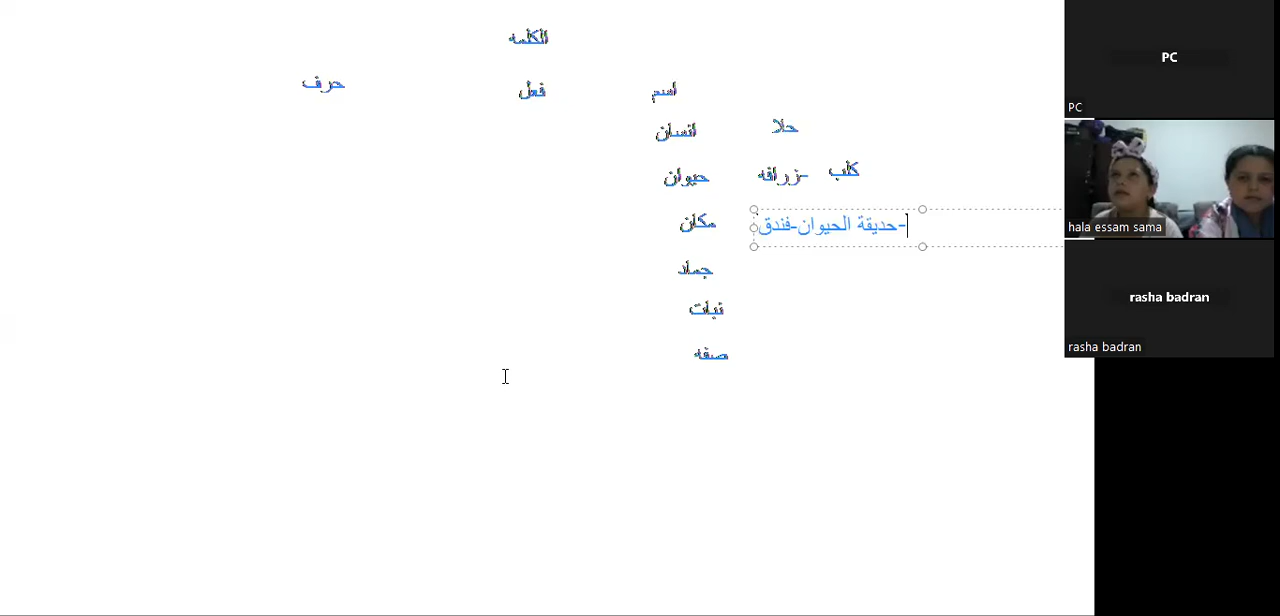 الكلمه
اسم فعل حرف
انسان حلا
حيوان زرافه- كلب
مكان حديقة الحيوان-فندق-
جماد
نبات
صفه
PC
PC
hala essam sama
rasha badran
rasha badran